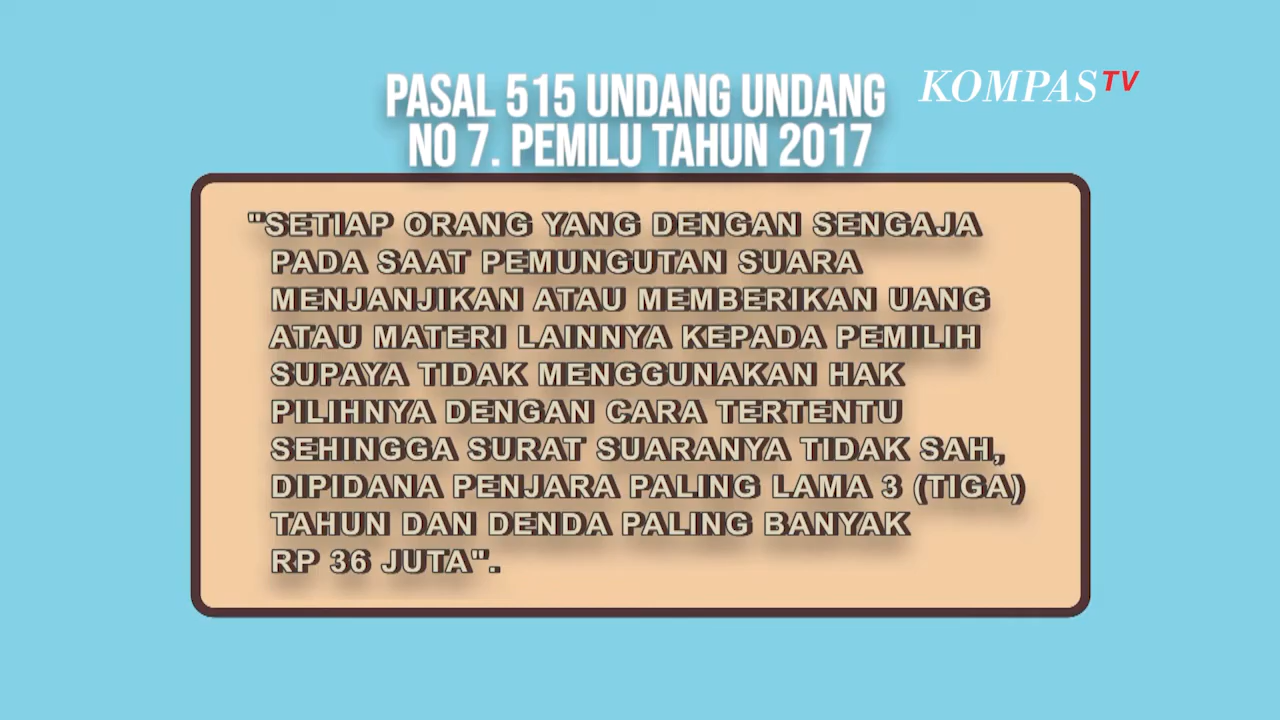 PASAL 515 UNDANG UNDANG
NO 7. PEMILU TAHUN 2017
KOMPASTV
"SETIAP ORANG YANG DENGAN SENGAJA
PADA SAAT PEMUNGUTAN SUARA
MENJANJIKAN ATAU MEMBERIKAN UANG
ATAU MATERI LAINNYA KEPADA PEMILIH
SUPAYA TIDAK MENGGUNAKAN HAK
PILIHNYA DENGAN CARA TERTENTU
SEHINGGA SURAT SUARANYA TIDAK SAH,
DIPIDANA PENJARA PALING LAMA 3 (TIGA)
TAHUN DAN DENDA PALING BANYAK
RP 36 JUTA".